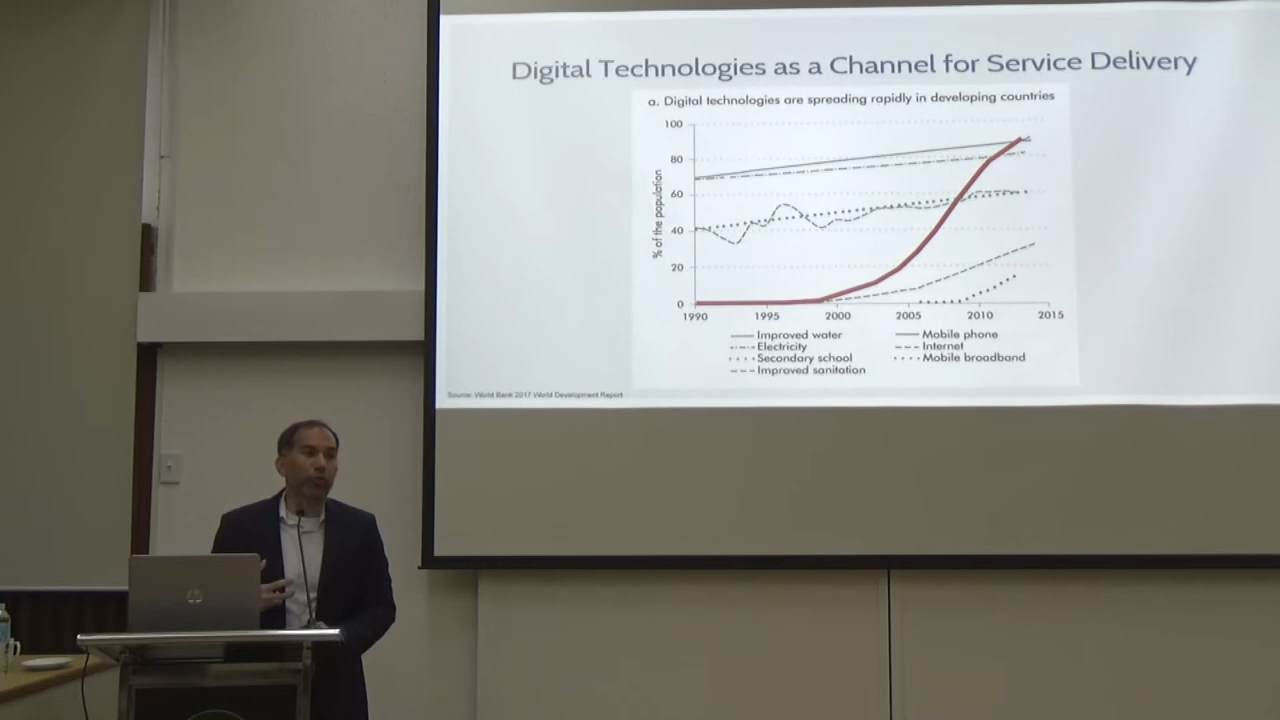 Digital Technologies as a Channel for Service Delivery
a. Digital technologies are spreading rapidly in developing countries
100
80
60
40
20
0
% of the population
1990 1995 2000 2005 2010 2015
Improved water
Electricity
Secondary school
Improved sanitation
Mobile phone
Internet
Mobile broadband
Source: World Bank 2017 World Development Report
hp